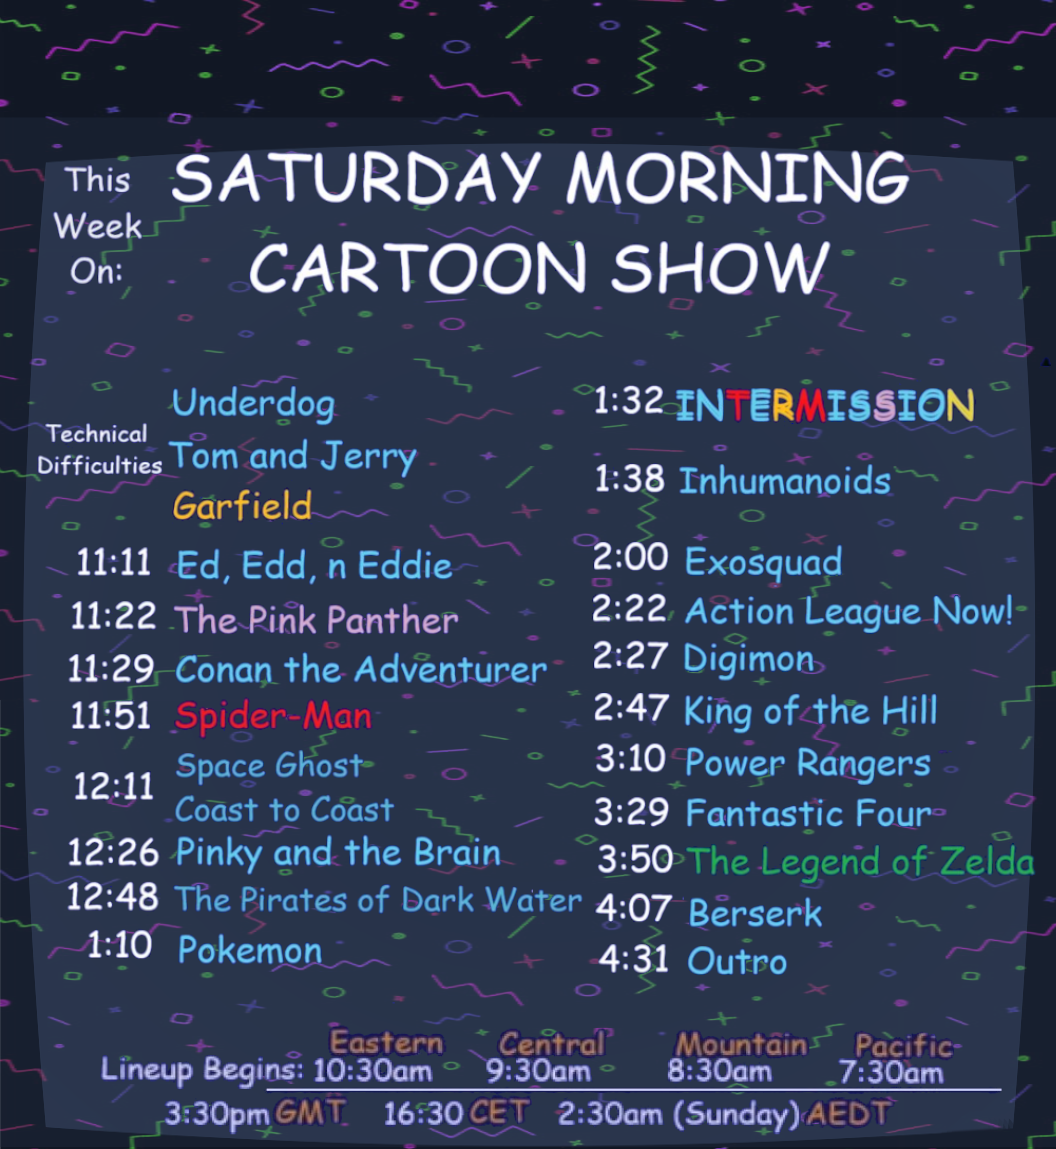 This
Week
On:
SATURDAY MORNING
CARTOON SHOW
Technical
Difficulties
Underdog
Tom and Jerry
Garfield
11:11 Ed, Edd, n Eddie
11:22 The Pink Panther
11:29 Conan the Adventurer
11:51 Spider-Man
12:11 Space Ghost
Coast to Coast
12:26 Pinky and the Brain
12:48 The Pirates of Dark Water
1:10 Pokemon
1:32 INTERMISSION
1:38 Inhumanoids
2:00 Exosquad
2:22 Action League Now!
2:27 Digimon
2:47 King of the Hill
3:10 Power Rangers
3:29 Fantastic Four
3:50 The Legend of Zelda
4:07 Berserk
4:31 Outro
Eastern Central Mountain Pacific
Lineup Begins: 10:30am 9:30am 8:30am 7:30am
3:30pm GMT 16:30 CET 2:30am (Sunday) AEDT